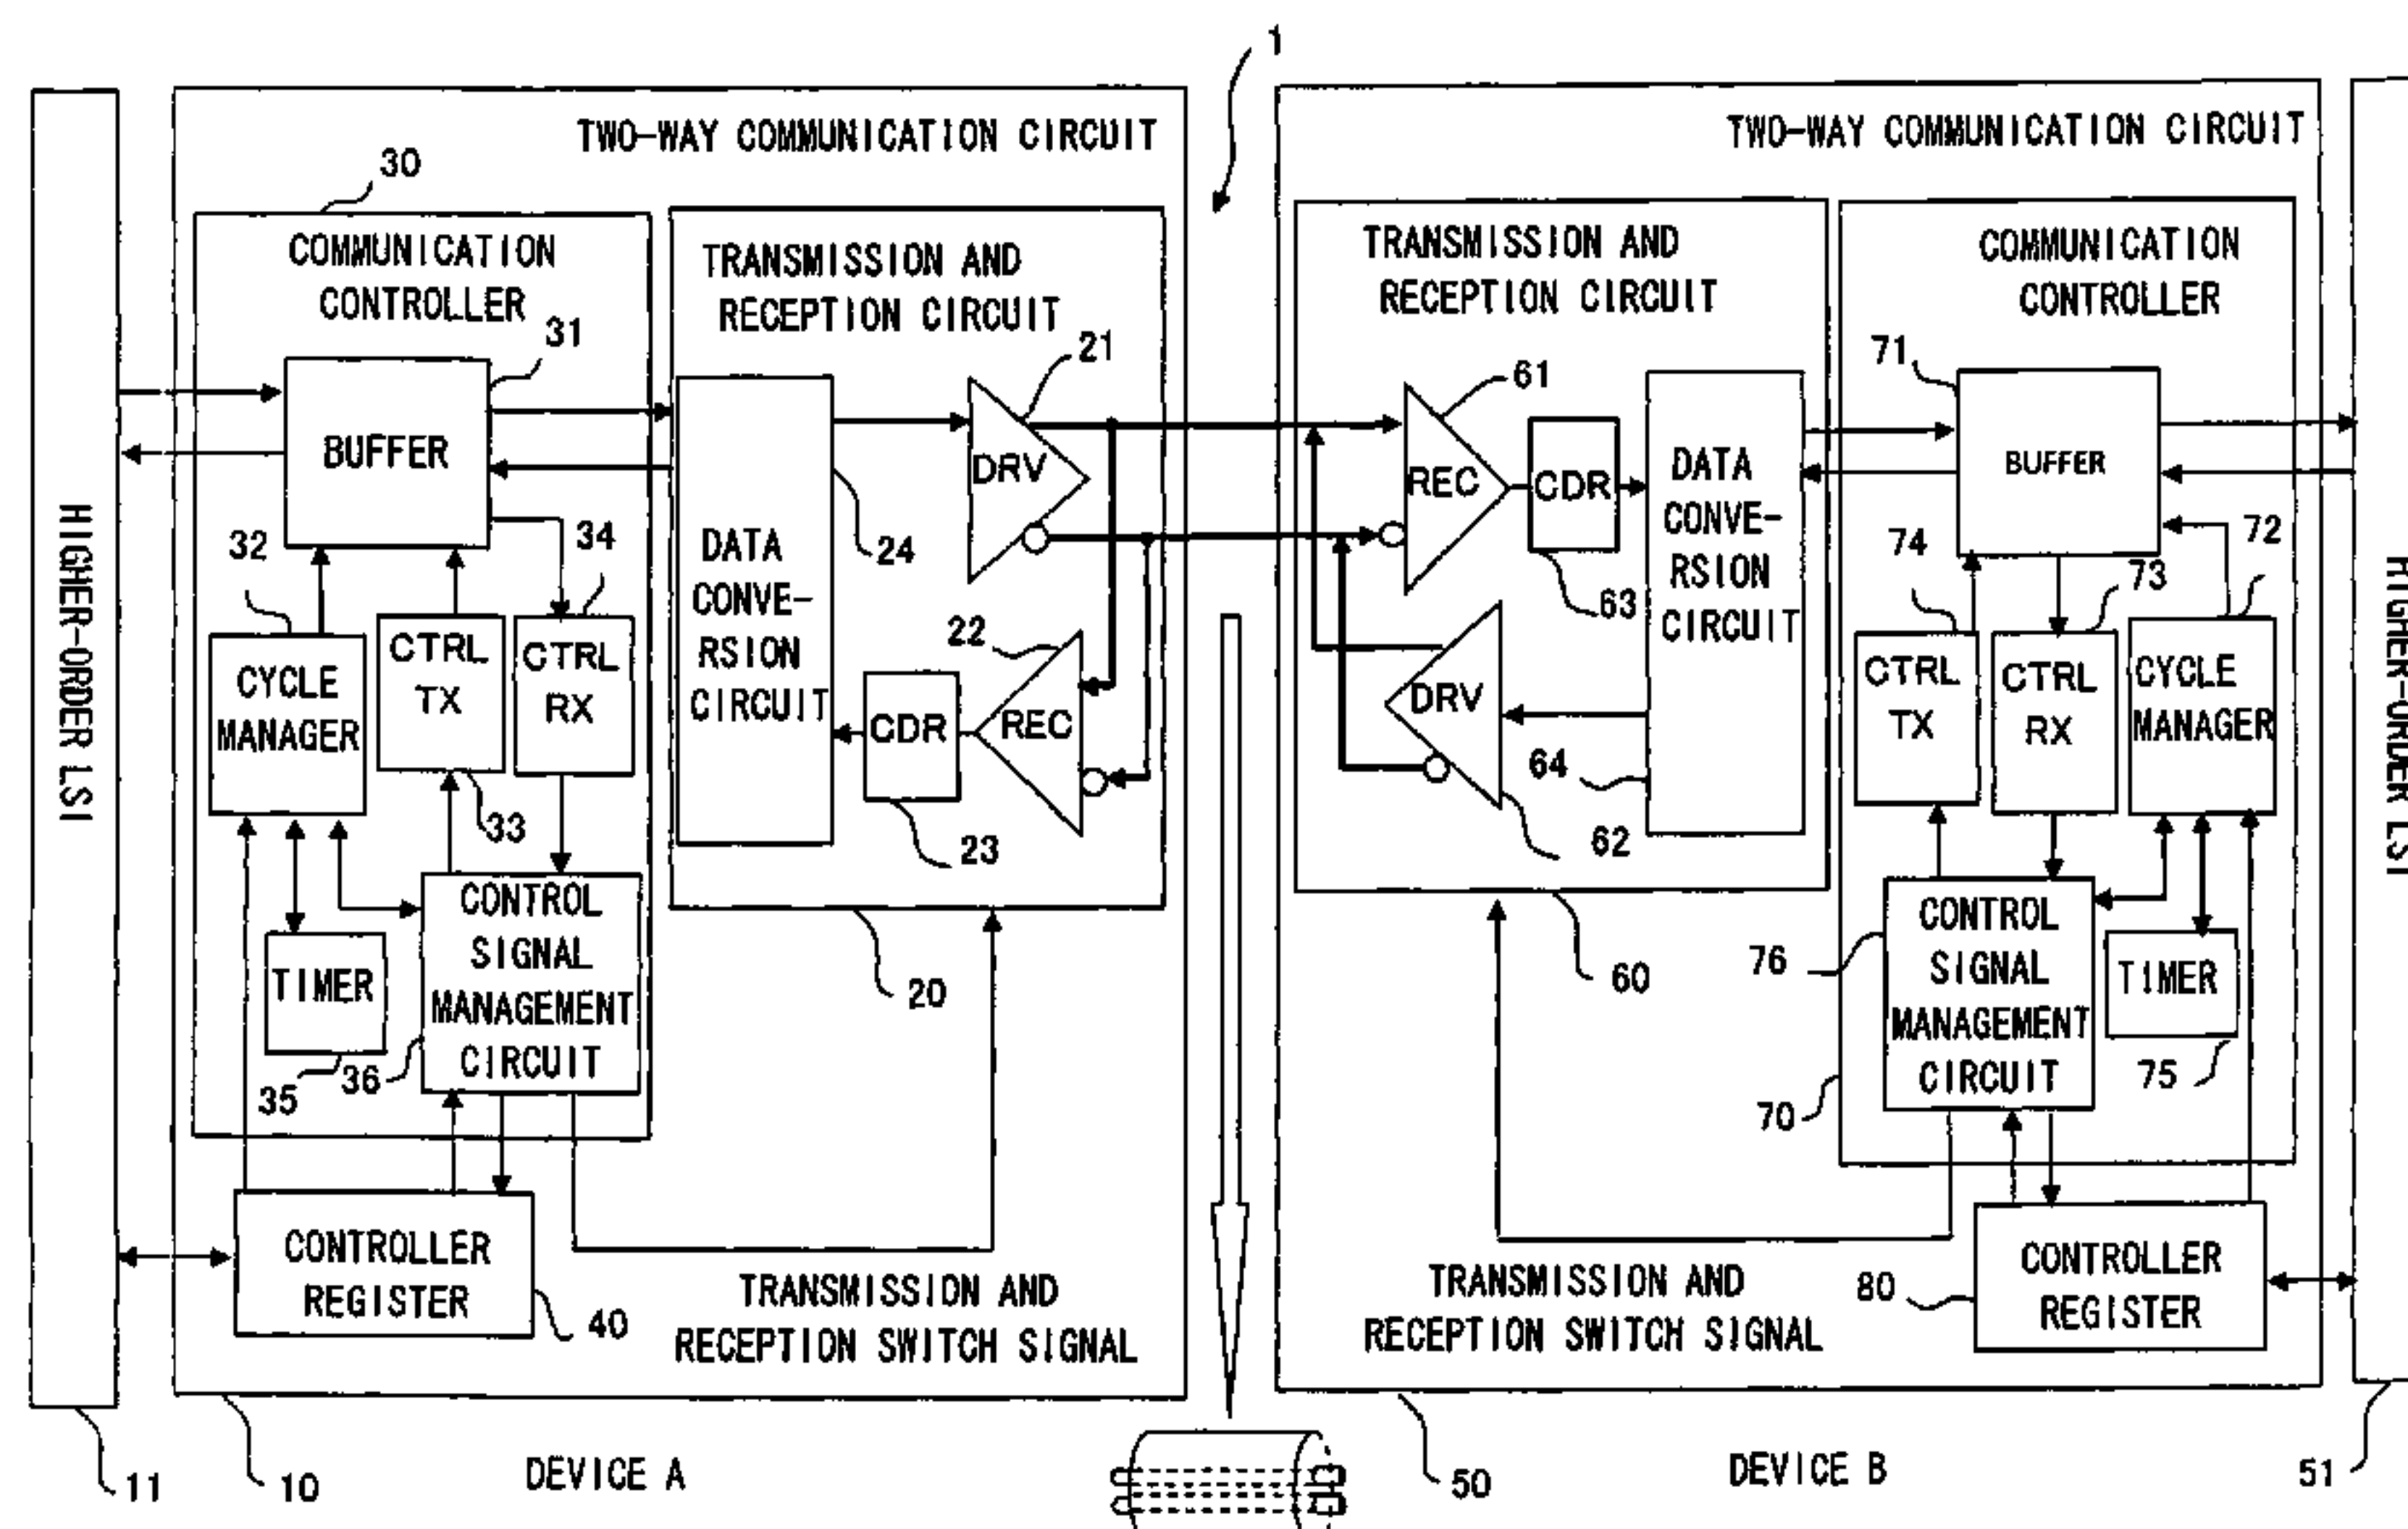 1
TWO-WAY COMMUNICATION CIRCUIT
TWO-WAY COMMUNICATION CIRCUIT
30
COMMUNICATION
CONTROLLER
TRANSMISSION AND
RECEPTION CIRCUIT
TRANSMISSION AND
RECEPTION CIRCUIT
COMMUNICATION
CONTROLLER
31
21
61
71
BUFFER
DRV
REC
CDR
DATA
CONVE-
RSION
CIRCUIT
BUFFER
HIGHER-ORDER LSI
32
34
24
DATA
CONVE-
RSION
CIRCUIT
63
74
73
72
HIGHER-ORDER LSI
CYCLE
MANAGER
CTRL
TX
CTRL
RX
22
CDR
REC
DRV
64
CTRL
TX
CTRL
RX
CYCLE
MANAGER
33
23
62
CONTROL
SIGNAL
MANAGEMENT
CIRCUIT
TIMER
35
36
20
60
76
CONTROL
SIGNAL
MANAGEMENT
CIRCUIT
TIMER
75
70
CONTROLLER
REGISTER
40
TRANSMISSION AND
RECEPTION SWITCH SIGNAL
TRANSMISSION AND
RECEPTION SWITCH SIGNAL
80
CONTROLLER
REGISTER
11
10
DEVICE A
50
DEVICE B
51